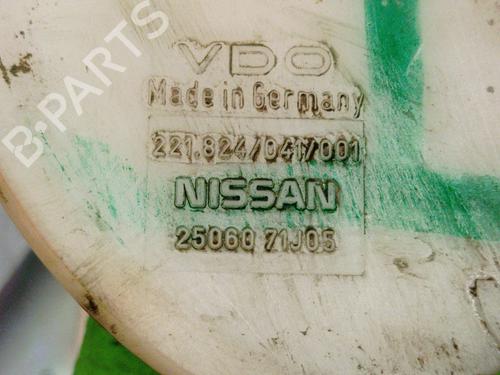 B-PARTS
VDO
Made in Germany
221.824/041/001
NISSAN
25060 71J05